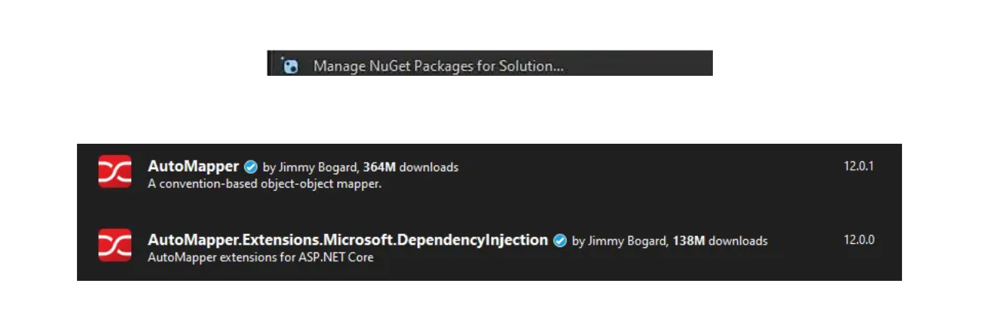 Manage NuGet Packages for Solution...
AutoMapper by Jimmy Bogard, 364M downloads 12.0.1
A convention-based object-object mapper.
AutoMapper.Extensions.Microsoft.DependencyInjection by Jimmy Bogard, 138M downloads 12.0.0
AutoMapper extensions for ASP.NET Core